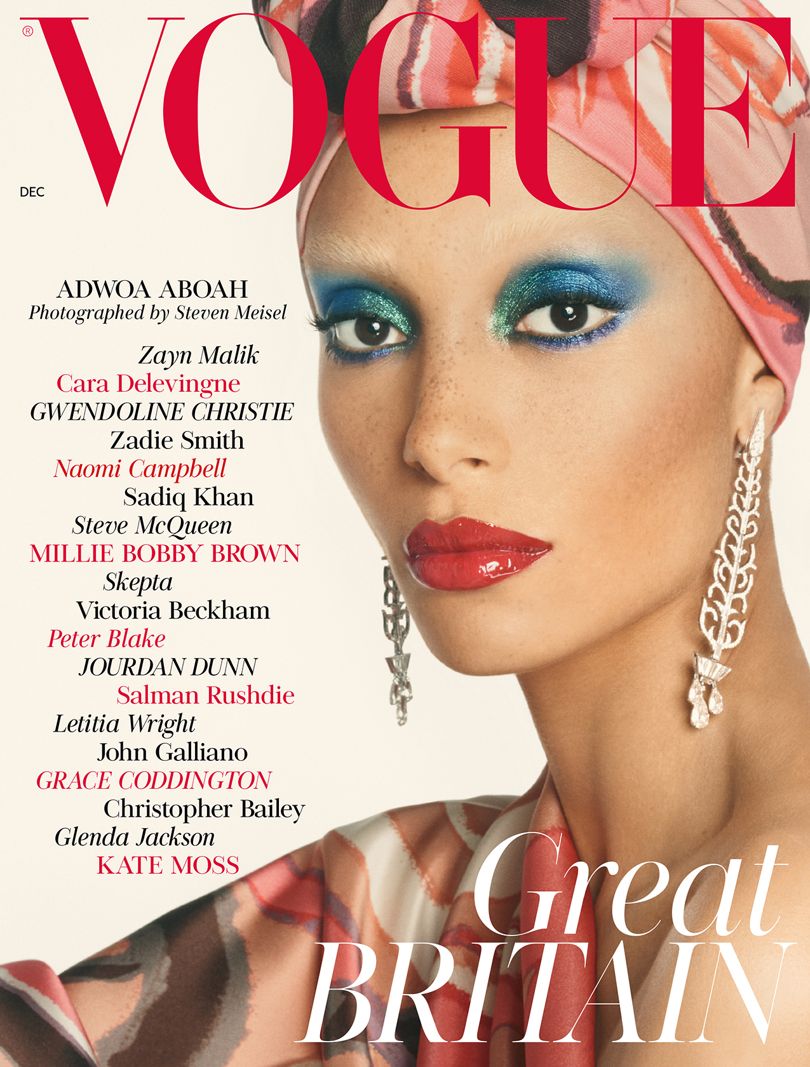 VOGUE
®
DEC
ADWOA ABOAH
Photographed by Steven Meisel
Zayn Malik
Cara Delevingne
GWENDOLINE CHRISTIE
Zadie Smith
Naomi Campbell
Sadiq Khan
Steve McQueen
MILLIE BOBBY BROWN
Skepta
Victoria Beckham
Peter Blake
JOURDAN DUNN
Salman Rushdie
Letitia Wright
John Galliano
GRACE CODDINGTON
Christopher Bailey
Glenda Jackson
KATE MOSS
Great
BRITAIN